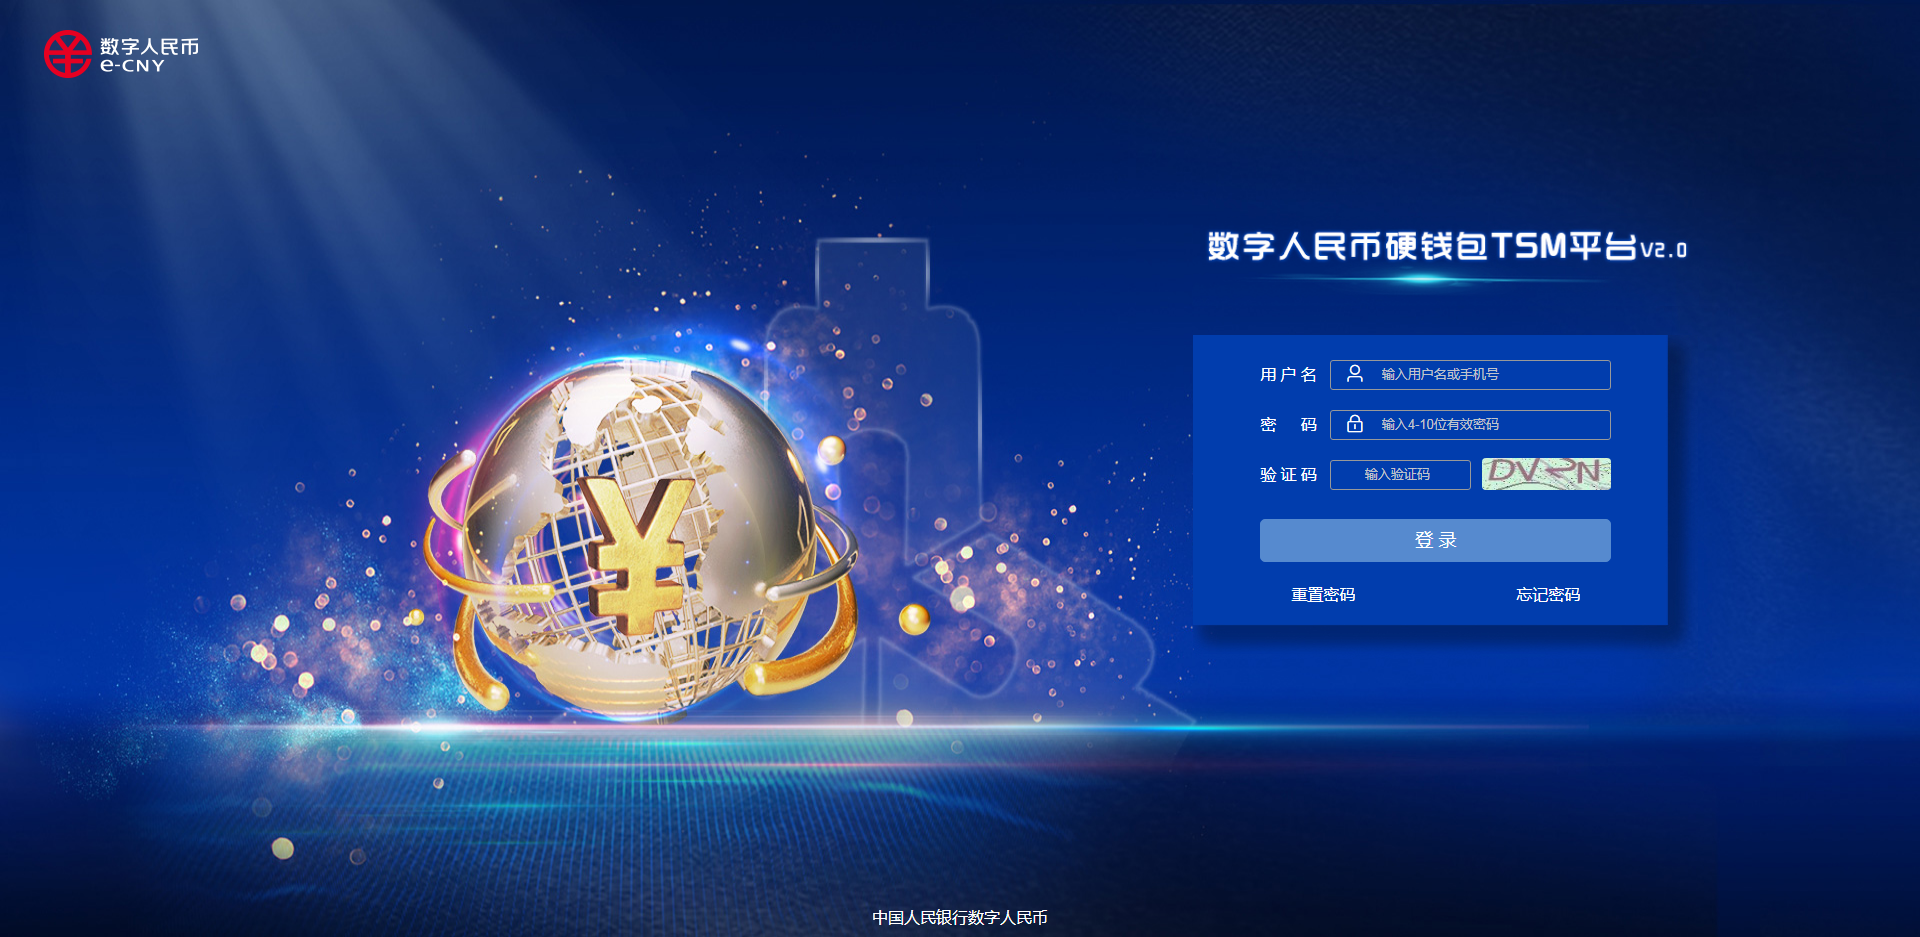 数字人民币
e-CNY
数字人民币硬钱包TSM平台V2.0
用户名 输入用户名或手机号
密 码 输入4-10位有效密码
验证码 输入验证码 DVRN
登录
重置密码 忘记密码
中国人民银行数字人民币